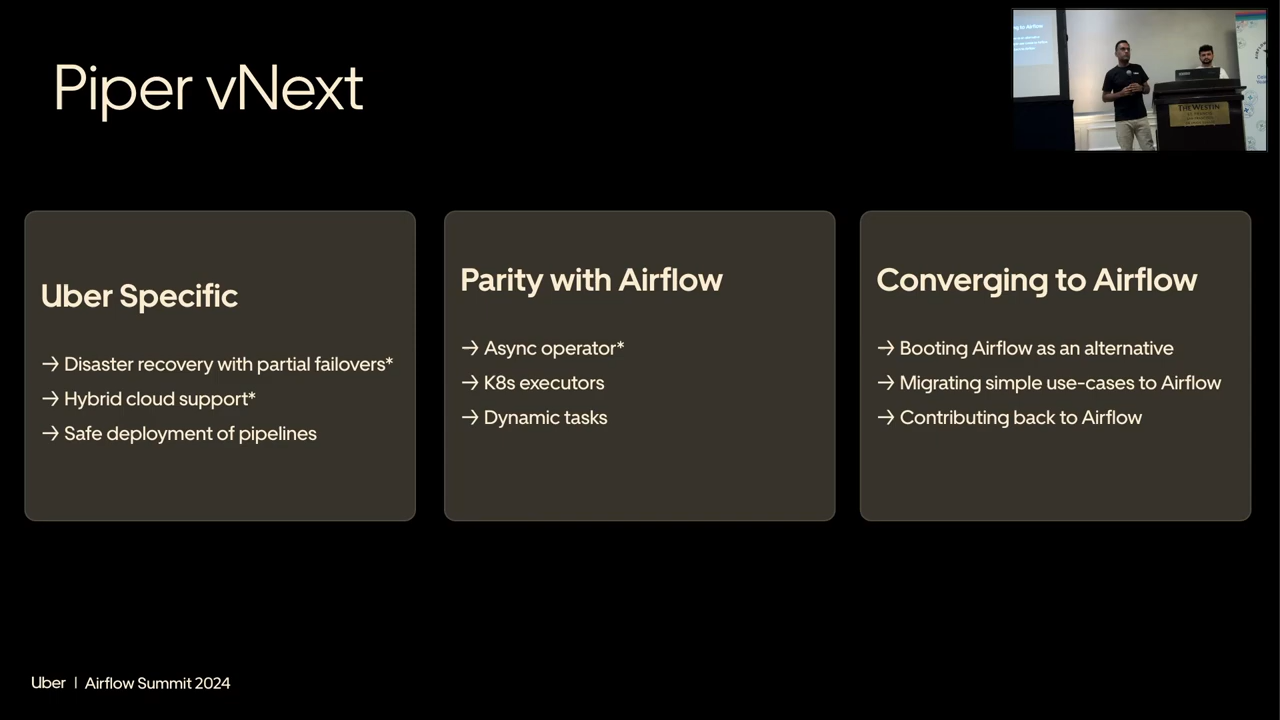 Piper vNext
THE WESTIN
Uber Specific
→ Disaster recovery with partial failovers*
→ Hybrid cloud support*
→ Safe deployment of pipelines
Parity with Airflow
→ Async operator*
→ K8s executors
→ Dynamic tasks
Converging to Airflow
→ Booting Airflow as an alternative
→ Migrating simple use-cases to Airflow
→ Contributing back to Airflow
Uber | Airflow Summit 2024